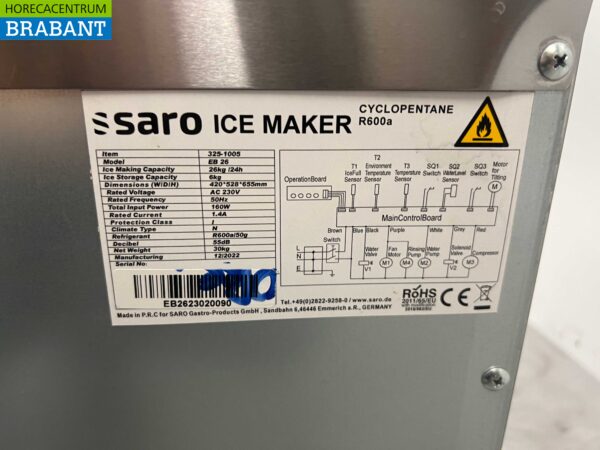 HORECACENTRUM
BRABANT
saro ICE MAKER
CYCLOPENTANE
R600a
Item 325-1005
Model EB 26
Ice Making Capacity 26kg /24h
Ice Storage Capacity 6kg
Dimensions (W/D/H) 420*528*655mm
Rated Voltage AC 230V
Rated Frequency 50Hz
Total Input Power 160W
Rated Current 1.4A
Protection Class I
Climate Type N
Refrigerant R600a/50g
Decibel 55dB
Net Weight 30kg
Manufacturing 12/2022
Serial No:
EB2623020090
T1 IceFull Sensor
T2 Environment Temperature Sensor
T3 Temperature Sensor
SQ1 Switch
SQ2 WaterLevel Sensor
SQ3 Switch
Motor for Tilting
M
OperationBoard
MainControlBoard
Brown Blue Black Purple White Grey Red
Switch
L
N
E
Water Valve V1
Fan Motor M1
Rinsing Pump M4
Water Pump M2
Solenoid Valve V2
Compressor M3
Tel.+49(0)2822-9258-0 / www.saro.de
Made in P.R.C for SARO Gastro-Products GmbH , Sandbahn 6,46446 Emmerich a.R., GERMANY
RoHS
2011/65/EU
CE